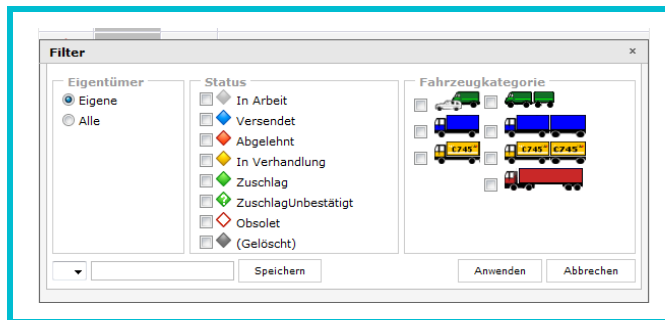 Filter ×
Eigentümer
Eigene
Alle
Status
In Arbeit
Versendet
Abgelehnt
In Verhandlung
Zuschlag
ZuschlagUnbestätigt
Obsolet
(Gelöscht)
Fahrzeugkategorie
C745
C745 C745
Speichern
Anwenden
Abbrechen